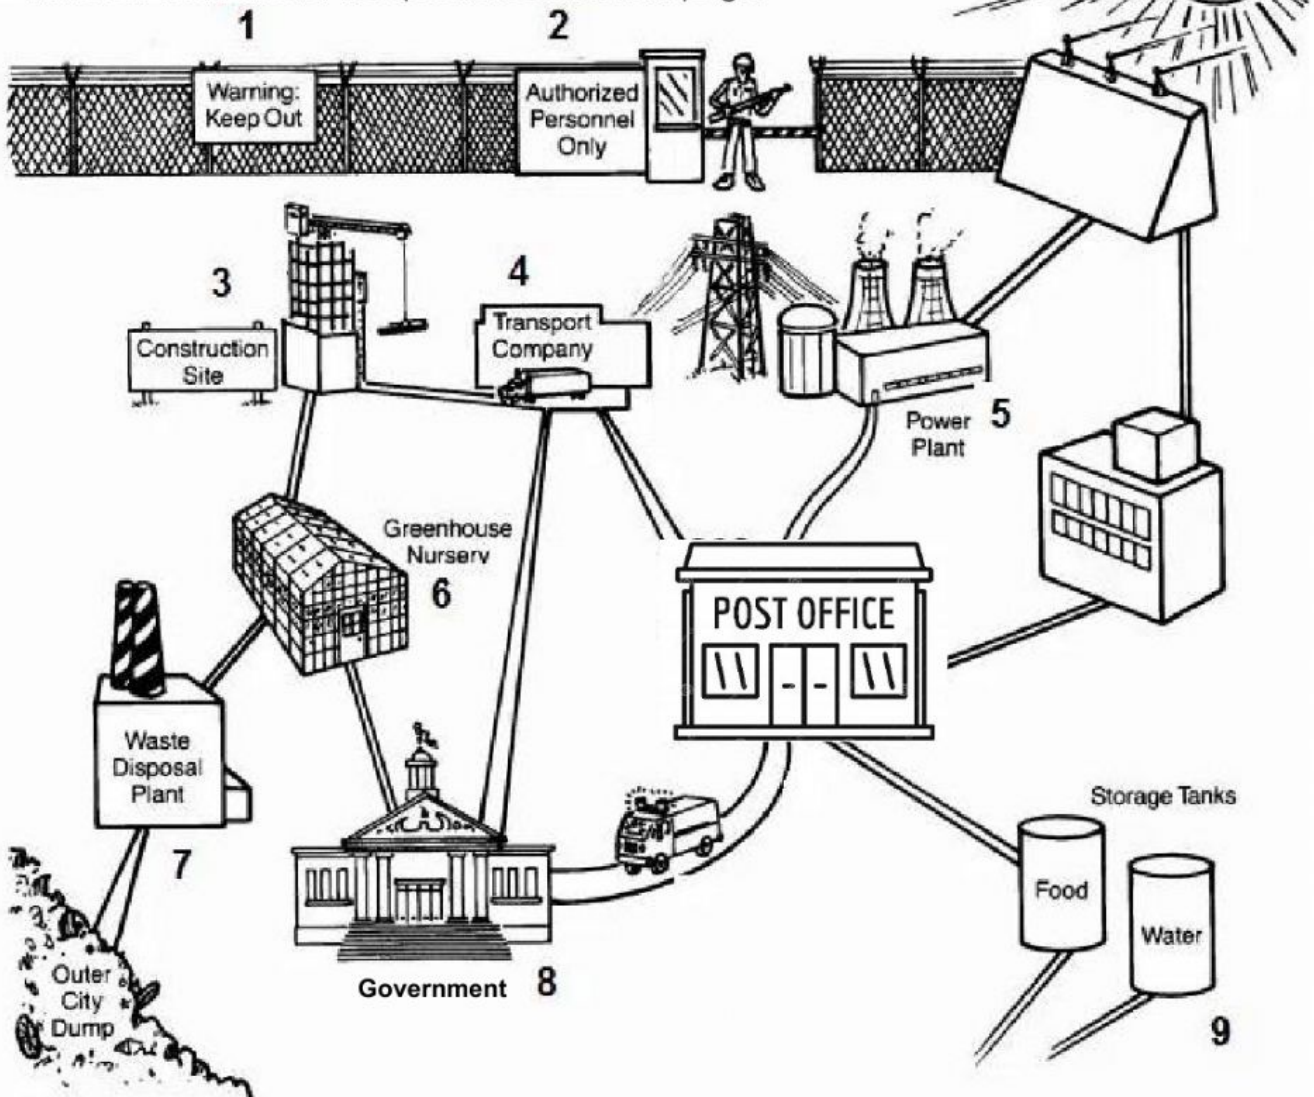 1
2
Warning:
Keep Out
Authorized
Personnel
Only
3
4
Construction
Site
Transport
Company
Power
Plant
5
Greenhouse
Nursery
6
POST OFFICE
Waste
Disposal
Plant
7
Storage Tanks
Food
Water
Outer
City
Dump
Government
8
9